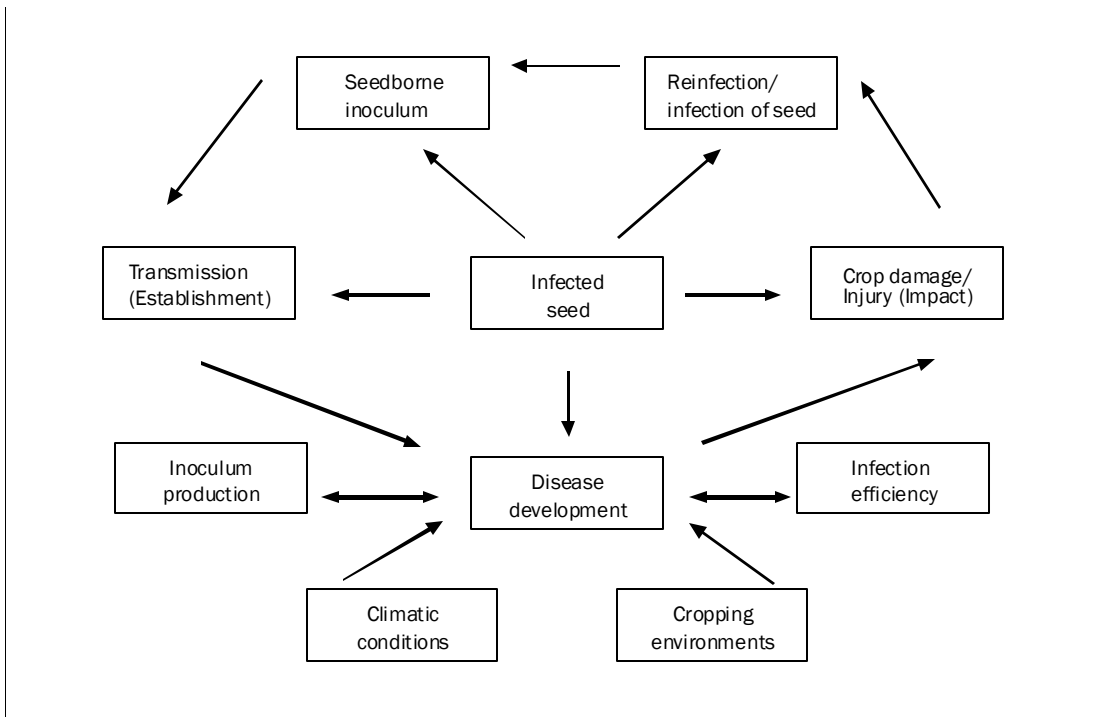 Seedborne
inoculum
Reinfection/
infection of seed
Transmission
(Establishment)
Infected
seed
Crop damage/
Injury (Impact)
Inoculum
production
Disease
development
Infection
efficiency
Climatic
conditions
Cropping
environments